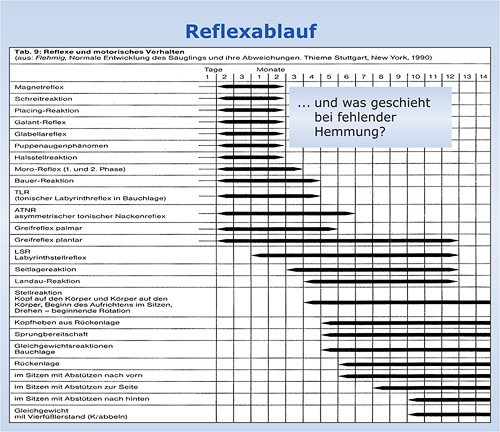 Reflexablauf
Tab. 9: Reflexe und motorisches Verhalten
(aus: Flehmig, Normale Entwicklung des Säuglings und ihre Abweichungen. Thieme Stuttgart, New York, 1990)
Tage Monate
1 2 3 1 2 3 4 5 6 7 8 9 10 11 12 13 14
Magnetreflex
Schreitreaktion
Placing-Reaktion
Galant-Reflex
Glabellareflex
Puppenaugenphänomen
Halsstellreaktion
Moro-Reflex (1. und 2. Phase)
Bauer-Reaktion
TLR
(tonischer Labyrinthreflex in Bauchlage)
ATNR
asymmetrischer tonischer Nackenreflex
Greifreflex palmar
Greifreflex plantar
LSR
Labyrinthstellreflex
Seitlagereaktion
Landau-Reaktion
Stellreaktion
Kopf auf den Körper und Körper auf den
Körper, Beginn des Aufrichtens im Sitzen,
Drehen – beginnende Rotation
Kopfheben aus Rückenlage
Sprungbereitschaft
Gleichgewichtsreaktionen
Bauchlage
Rückenlage
im Sitzen mit Abstützen nach vorn
im Sitzen mit Abstützen zur Seite
im Sitzen mit Abstützen nach hinten
Gleichgewicht
mit Vierfüßlerstand (Krabbeln)
... und was geschieht
bei fehlender
Hemmung?